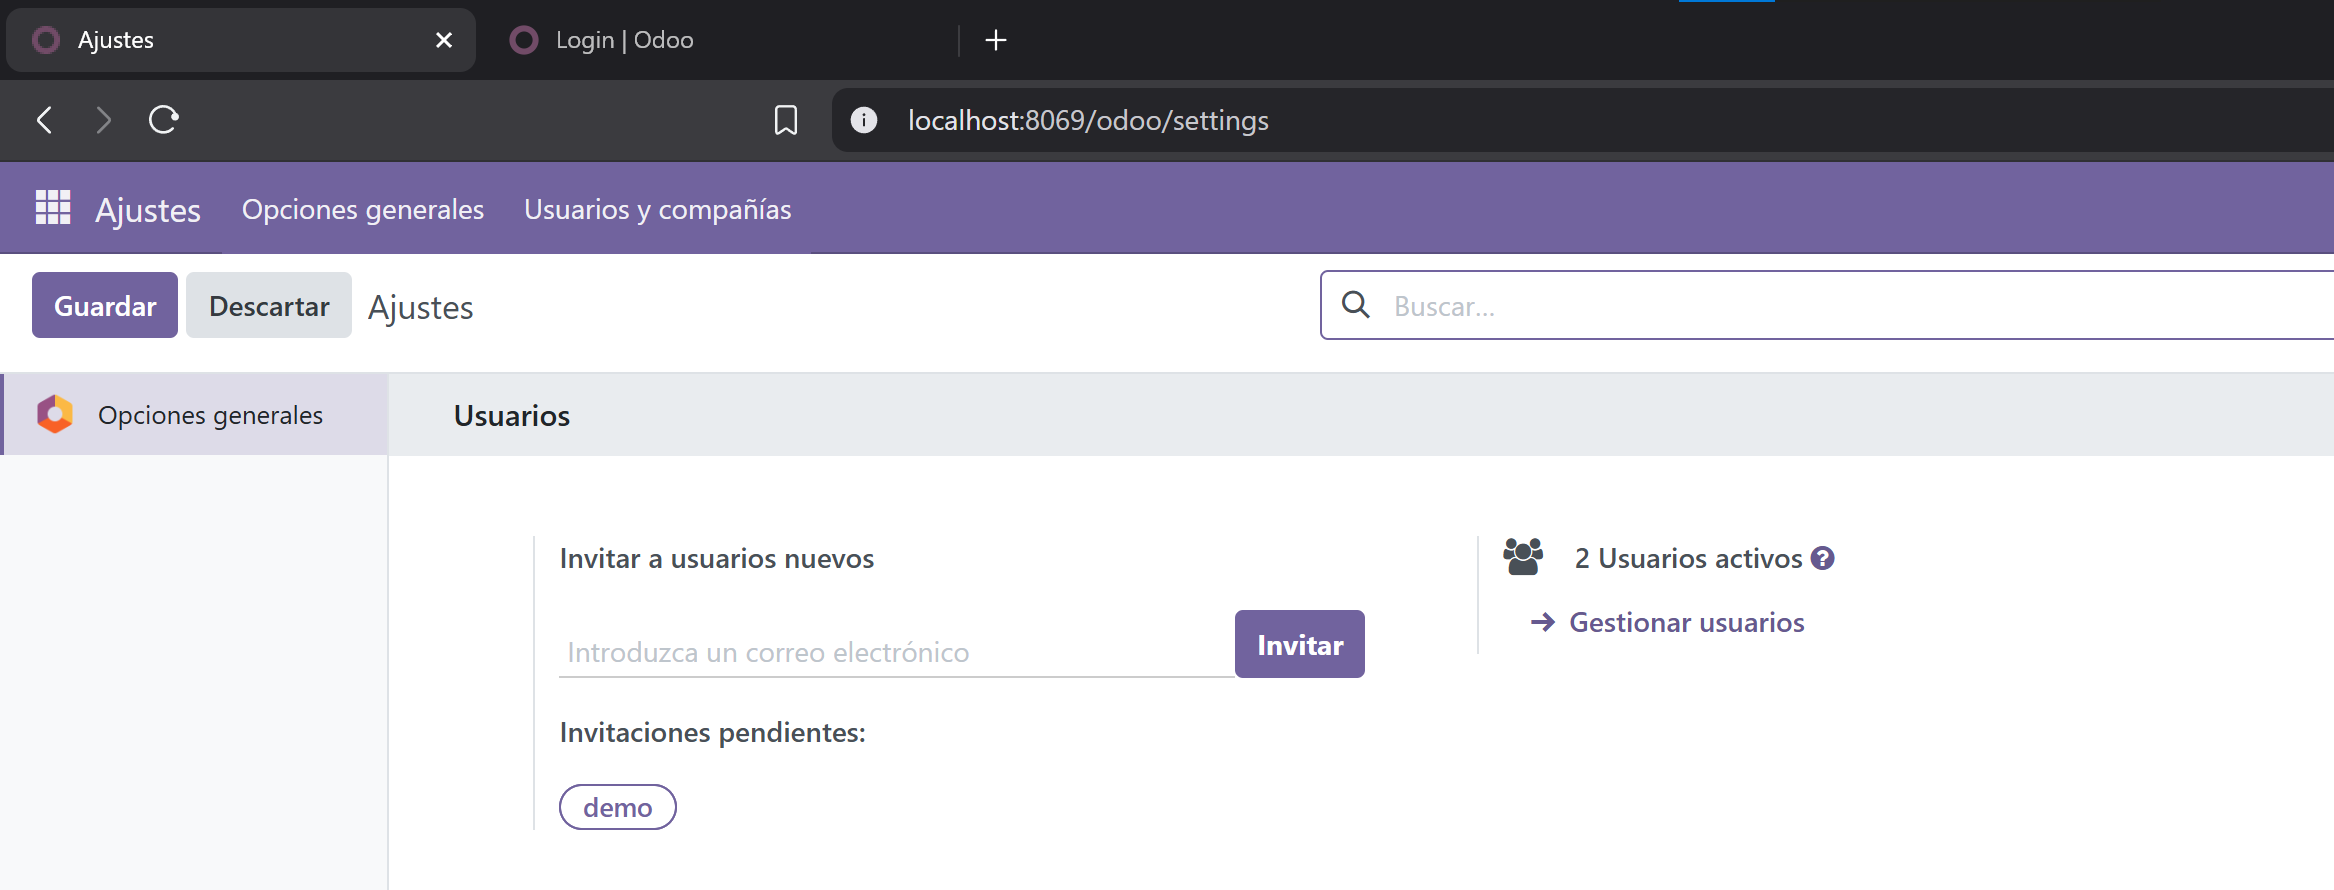 Ajustes
Login | Odoo
localhost:8069/odoo/settings
Ajustes
Opciones generales
Usuarios y compañías
Guardar
Descartar
Ajustes
Buscar...
Opciones generales
Usuarios
Invitar a usuarios nuevos
2 Usuarios activos
Gestionar usuarios
Introduzca un correo electrónico
Invitar
Invitaciones pendientes:
demo